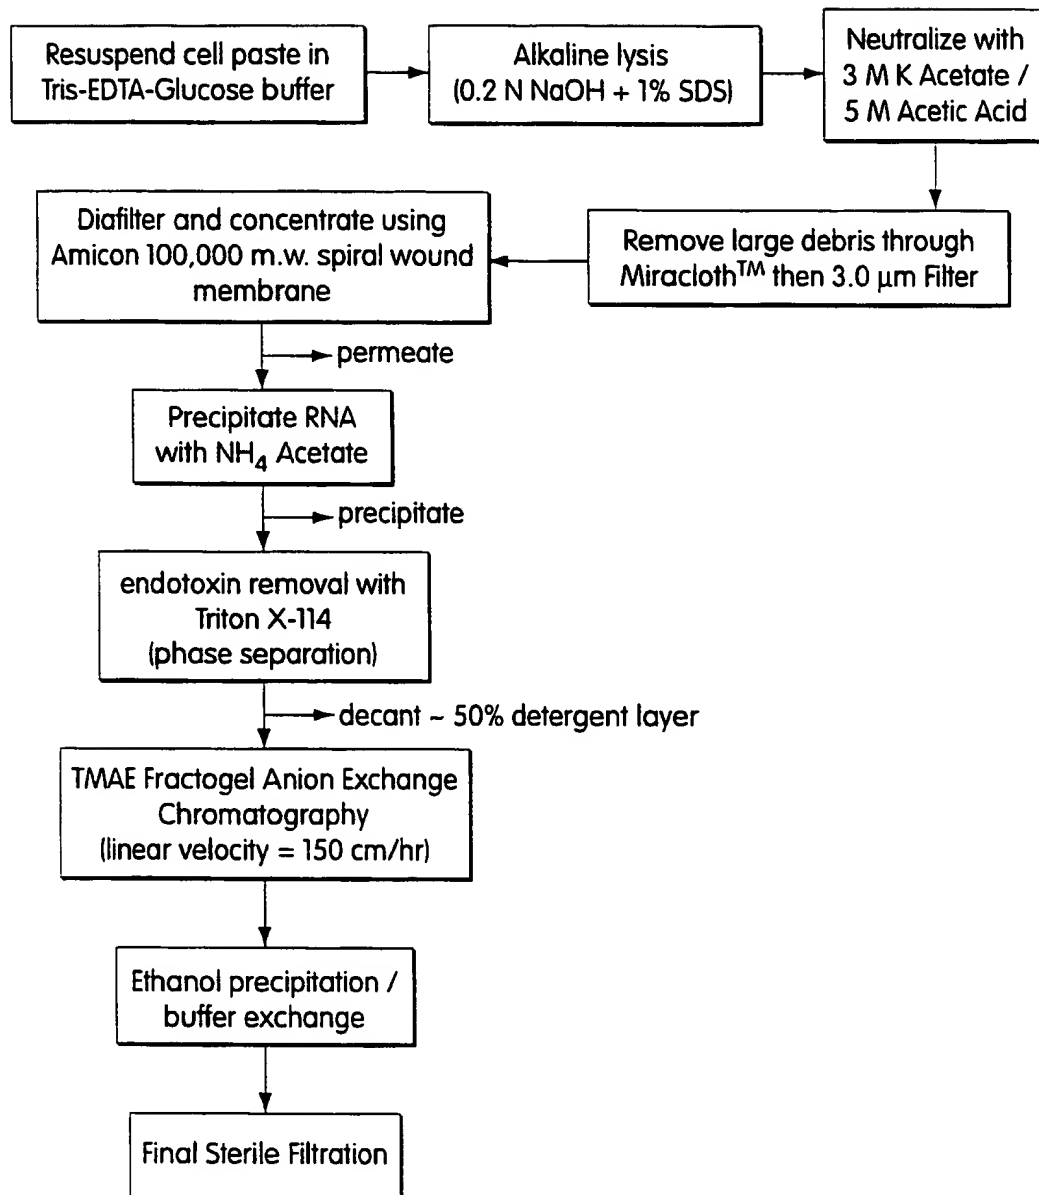 Resuspend cell paste in
Tris-EDTA-Glucose buffer
Alkaline lysis
(0.2 N NaOH + 1% SDS)
Neutralize with
3 M K Acetate /
5 M Acetic Acid
Remove large debris through
Miracloth™ then 3.0 µm Filter
Diafilter and concentrate using
Amicon 100,000 m.w. spiral wound
membrane
permeate
Precipitate RNA
with NH₄ Acetate
precipitate
endotoxin removal with
Triton X-114
(phase separation)
decant ~ 50% detergent layer
TMAE Fractogel Anion Exchange
Chromatography
(linear velocity = 150 cm/hr)
Ethanol precipitation /
buffer exchange
Final Sterile Filtration